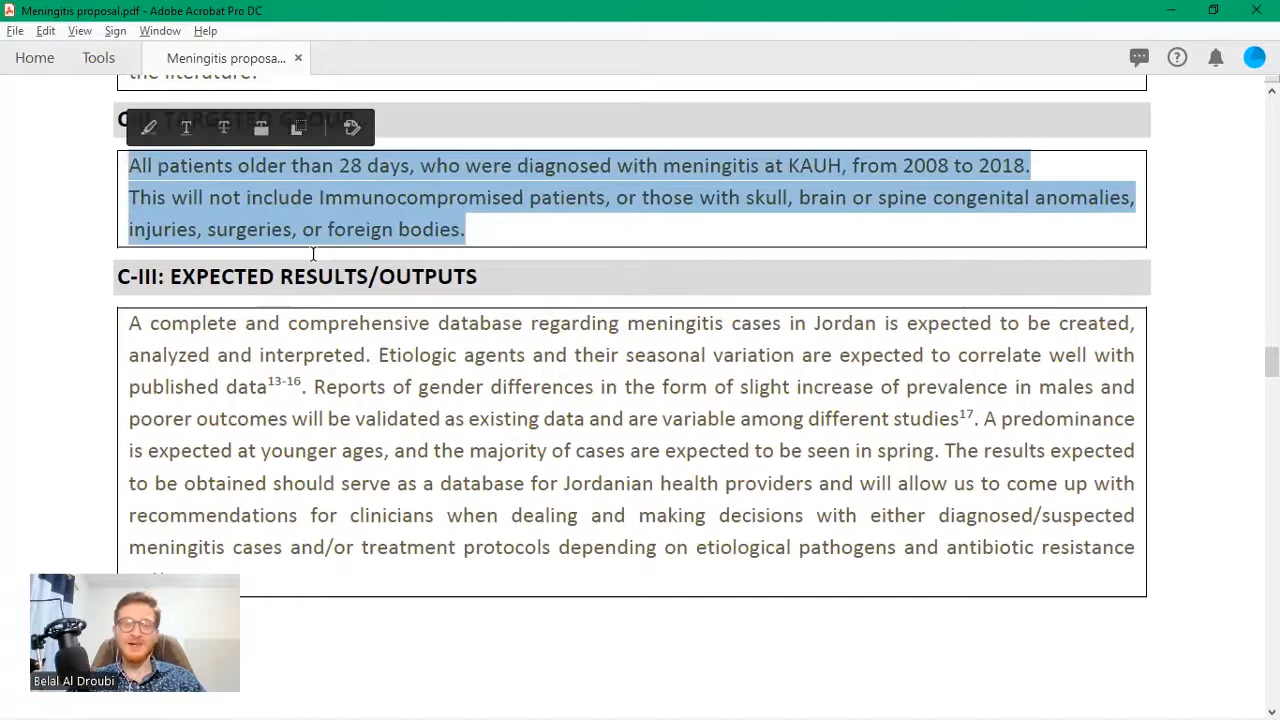 Meningitis proposal.pdf - Adobe Acrobat Pro DC
File Edit View Sign Window Help
Home Tools Meningitis proposa... ×
the literature.
C-II: TARGETED GROUP
All patients older than 28 days, who were diagnosed with meningitis at KAUH, from 2008 to 2018.
This will not include Immunocompromised patients, or those with skull, brain or spine congenital anomalies,
injuries, surgeries, or foreign bodies.
C-III: EXPECTED RESULTS/OUTPUTS
A complete and comprehensive database regarding meningitis cases in Jordan is expected to be created,
analyzed and interpreted. Etiologic agents and their seasonal variation are expected to correlate well with
published data13-16. Reports of gender differences in the form of slight increase of prevalence in males and
poorer outcomes will be validated as existing data and are variable among different studies17. A predominance
is expected at younger ages, and the majority of cases are expected to be seen in spring. The results expected
to be obtained should serve as a database for Jordanian health providers and will allow us to come up with
recommendations for clinicians when dealing and making decisions with either diagnosed/suspected
meningitis cases and/or treatment protocols depending on etiological pathogens and antibiotic resistance
Belal Al Droubi